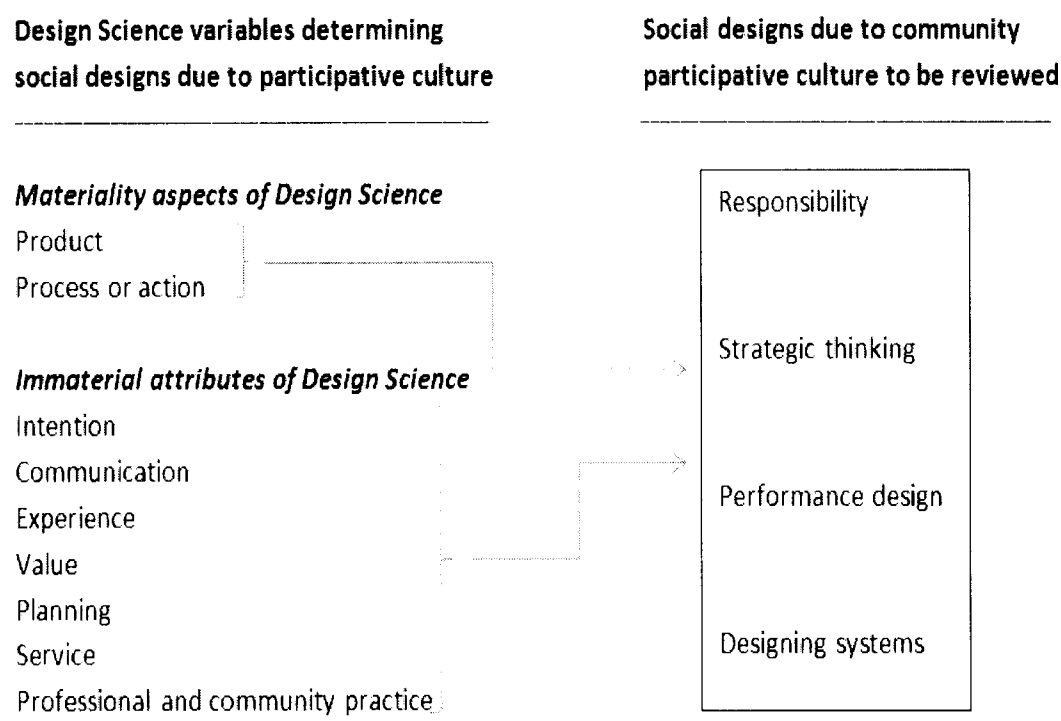 Design Science variables determining
social designs due to participative culture
Materiality aspects of Design Science
Product
Process or action
Immaterial attributes of Design Science
Intention
Communication
Experience
Value
Planning
Service
Professional and community practice
Social designs due to community
participative culture to be reviewed
Responsibility
Strategic thinking
Performance design
Designing systems